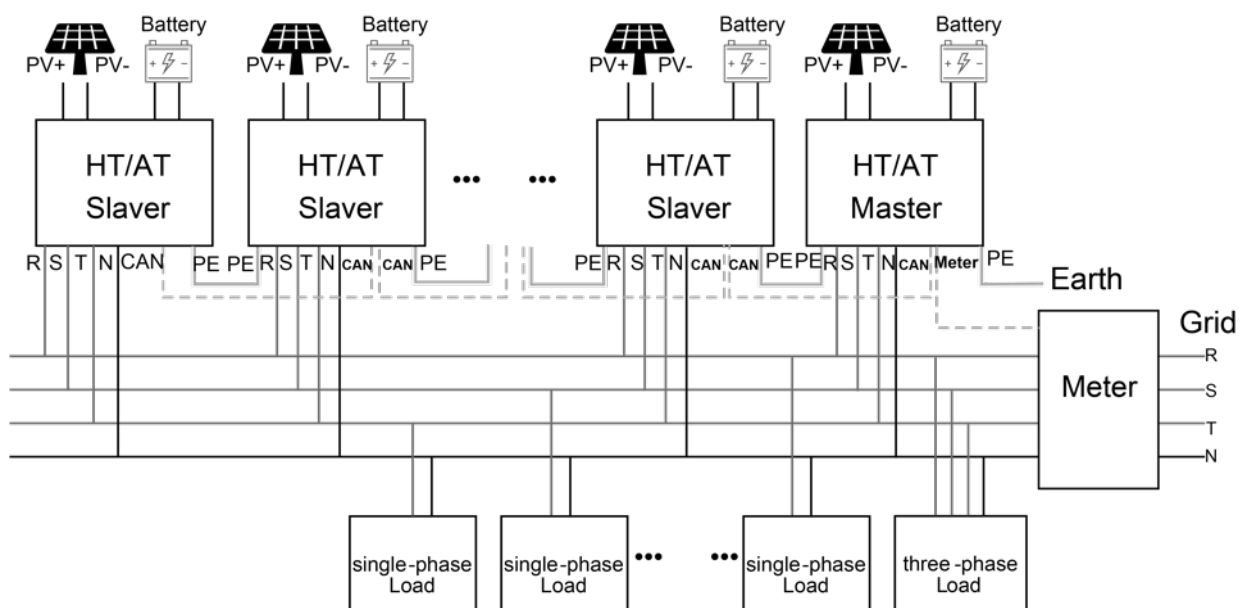 Battery Battery Battery Battery
PV+ PV- PV+ PV- PV+ PV- PV+ PV-
+ - + - + - + -
HT/AT HT/AT HT/AT HT/AT
Slaver Slaver ... ... Slaver Master
R S T N CAN PE PE R S T N CAN CAN PE PE R S T N CAN CAN PE PE R S T N CAN Meter PE
Earth
Grid
R
Meter S
T
N
single-phase single-phase ... ... single-phase three-phase
Load Load Load Load